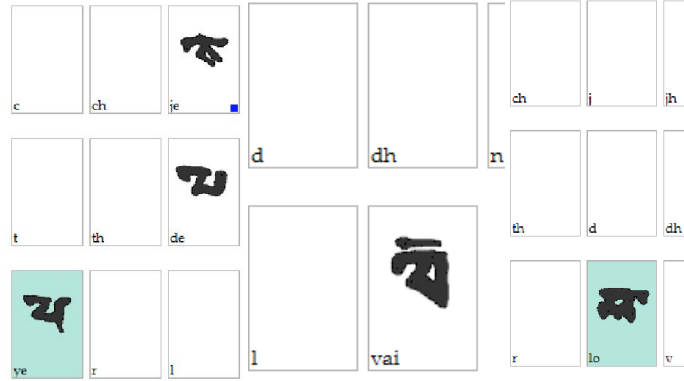 c ch je
t th de
ye r l
d dh n
l vai
ch j jh
th d dh
r lo v